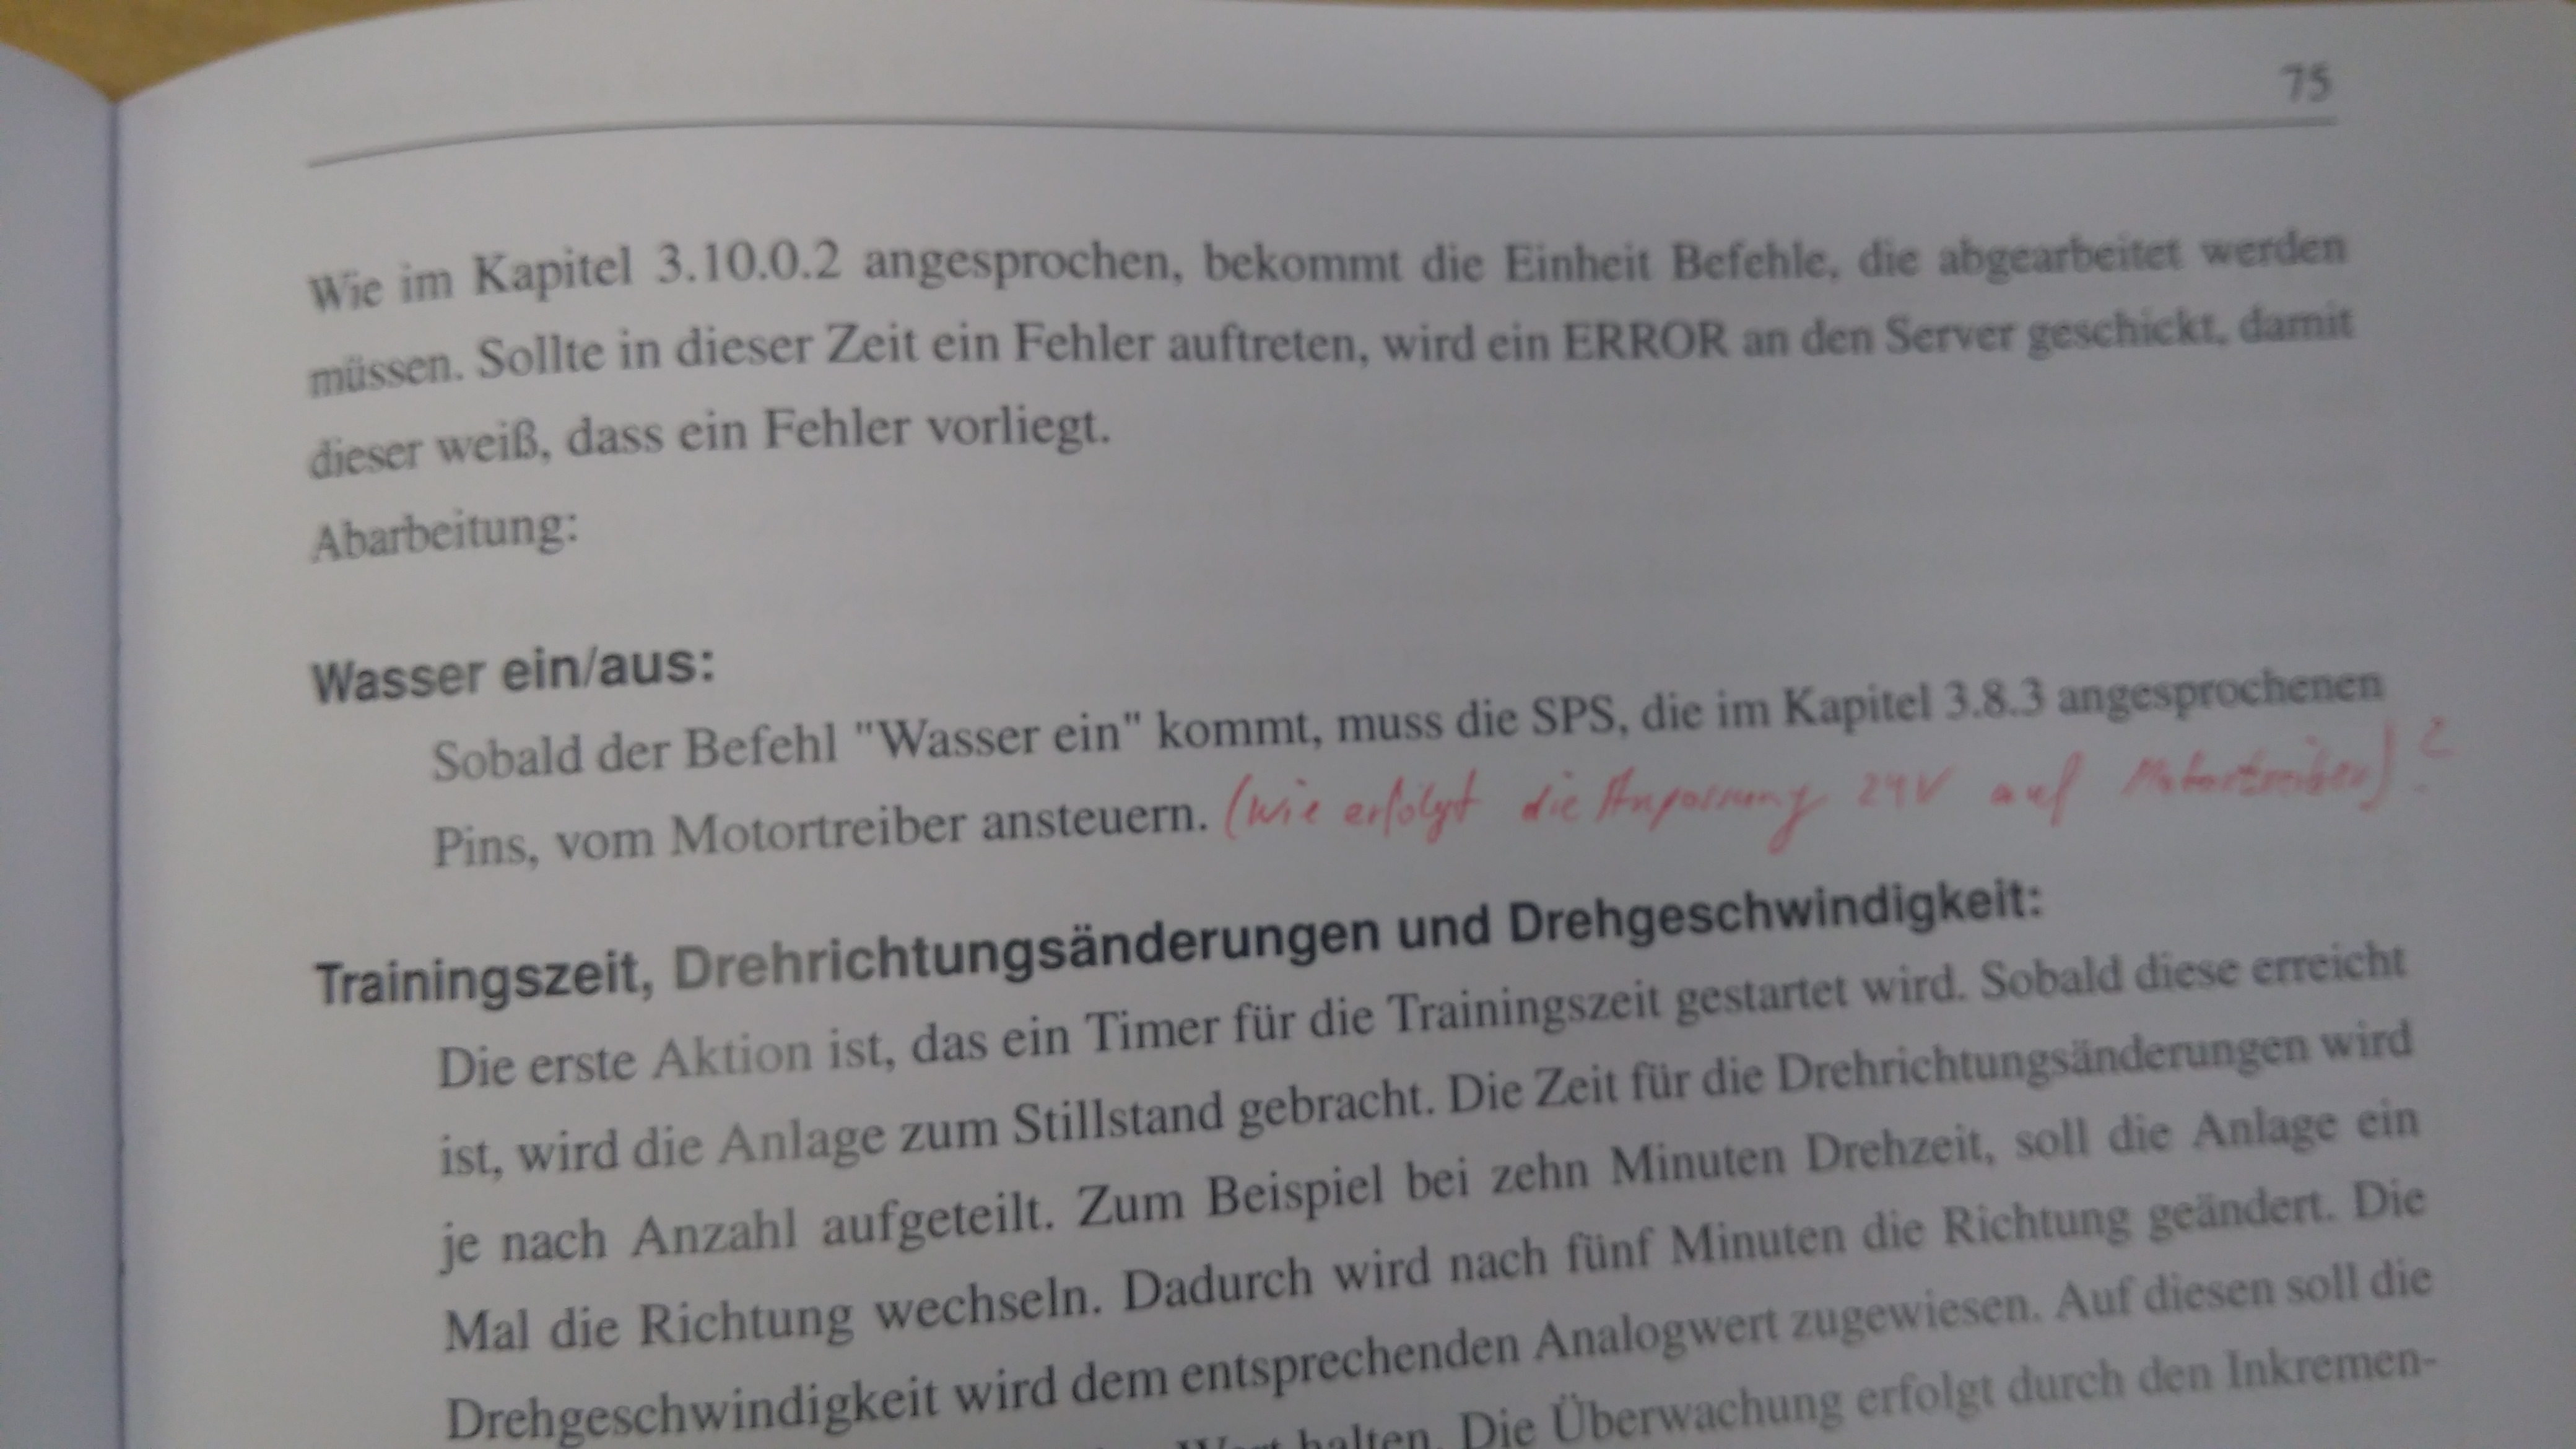 75
Wie im Kapitel 3.10.0.2 angesprochen, bekommt die Einheit Befehle, die abgearbeitet werden
müssen. Sollte in dieser Zeit ein Fehler auftreten, wird ein ERROR an den Server geschickt, damit
dieser weiß, dass ein Fehler vorliegt.
Abarbeitung:
Wasser ein/aus:
Sobald der Befehl "Wasser ein" kommt, muss die SPS, die im Kapitel 3.8.3 angesprochenen
Pins, vom Motortreiber ansteuern. (Wie erfolgt die Anpassung 24V auf Motortreiber)?
Trainingszeit, Drehrichtungsänderungen und Drehgeschwindigkeit:
Die erste Aktion ist, das ein Timer für die Trainingszeit gestartet wird. Sobald diese erreicht
ist, wird die Anlage zum Stillstand gebracht. Die Zeit für die Drehrichtungsänderungen wird
je nach Anzahl aufgeteilt. Zum Beispiel bei zehn Minuten Drehzeit, soll die Anlage ein
Mal die Richtung wechseln. Dadurch wird nach fünf Minuten die Richtung geändert. Die
Drehgeschwindigkeit wird dem entsprechenden Analogwert zugewiesen. Auf diesen soll die
Wert halten. Die Überwachung erfolgt durch den Inkremen-